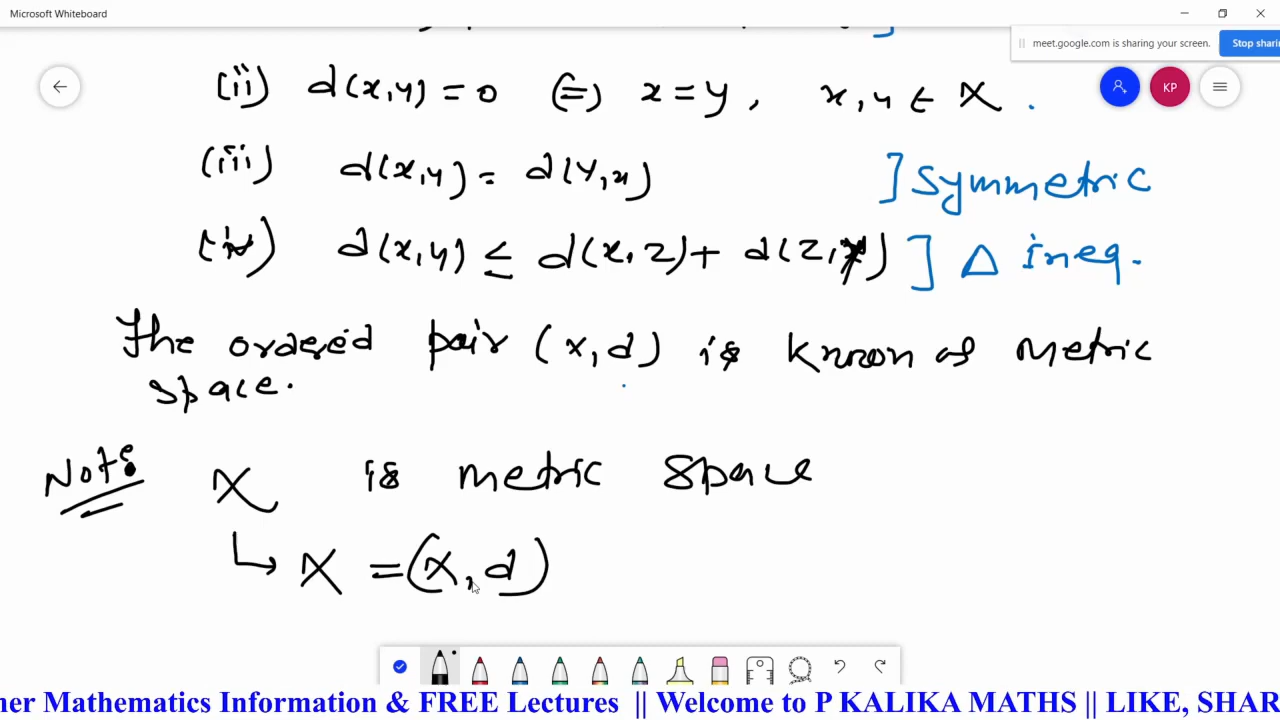 Microsoft Whiteboard
meet.google.com is sharing your screen. Stop shari
(ii) d(x,y) = 0 (=) x = y , x,y ∈ X .
KP
(iii) d(x,y) = d(y,x) ] Symmetric
(iv) d(x,y) ≤ d(x,z) + d(z,y) ] Δ Ineq.
The ordered pair (X,d) is known as metric
space.
Note X is metric space
↳ X = (X,d)
her Mathematics Information & FREE Lectures || Welcome to P KALIKA MATHS || LIKE, SHAR